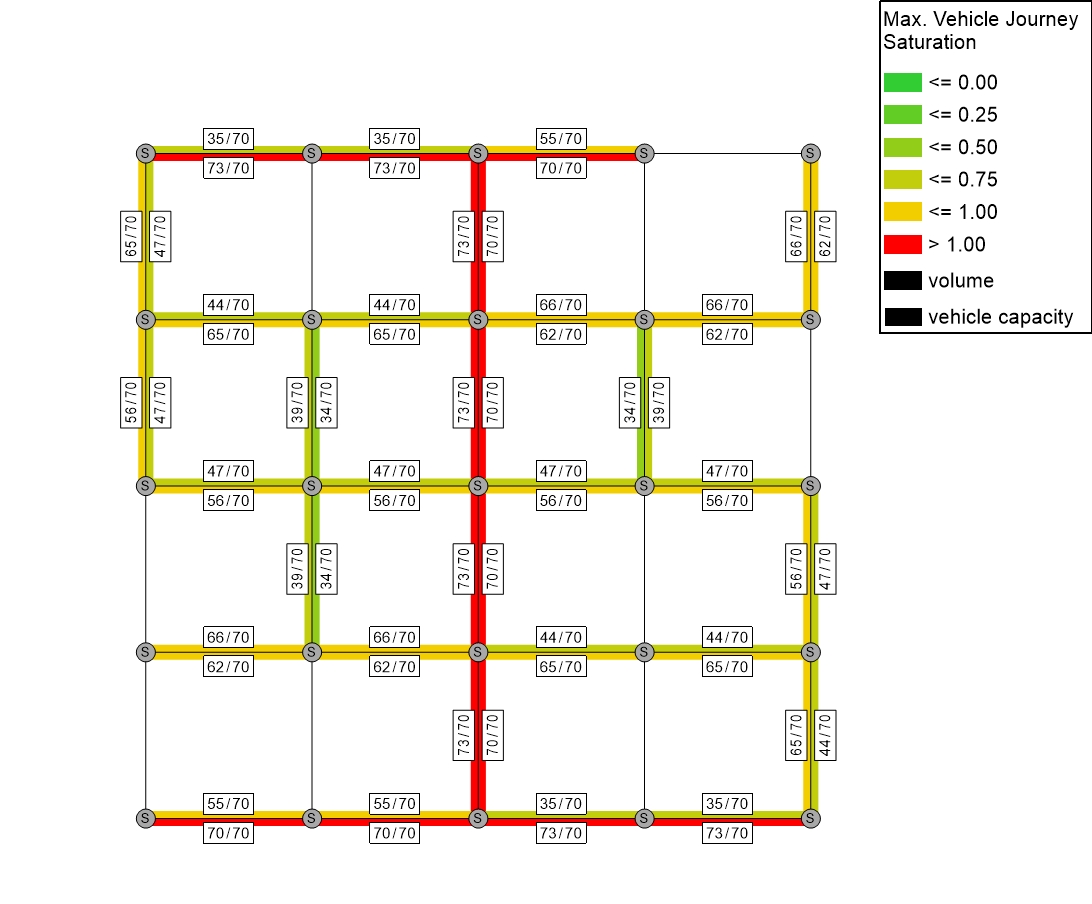 Max. Vehicle Journey
Saturation
<= 0.00
<= 0.25
<= 0.50
<= 0.75
<= 1.00
> 1.00
volume
vehicle capacity
35/70 35/70 55/70
S S S S S
73/70 73/70 70/70
65/70 47/70 73/70 70/70 66/70 62/70
44/70 44/70 66/70 66/70
S S S S S
65/70 65/70 62/70 62/70
56/70 47/70 39/70 34/70 73/70 70/70 34/70 39/70
47/70 47/70 47/70 47/70
S S S S S
56/70 56/70 56/70 56/70
39/70 34/70 73/70 70/70 56/70 47/70
66/70 66/70 44/70 44/70
S S S S S
62/70 62/70 65/70 65/70
73/70 70/70 65/70 44/70
55/70 55/70 35/70 35/70
S S S S S
70/70 70/70 73/70 73/70